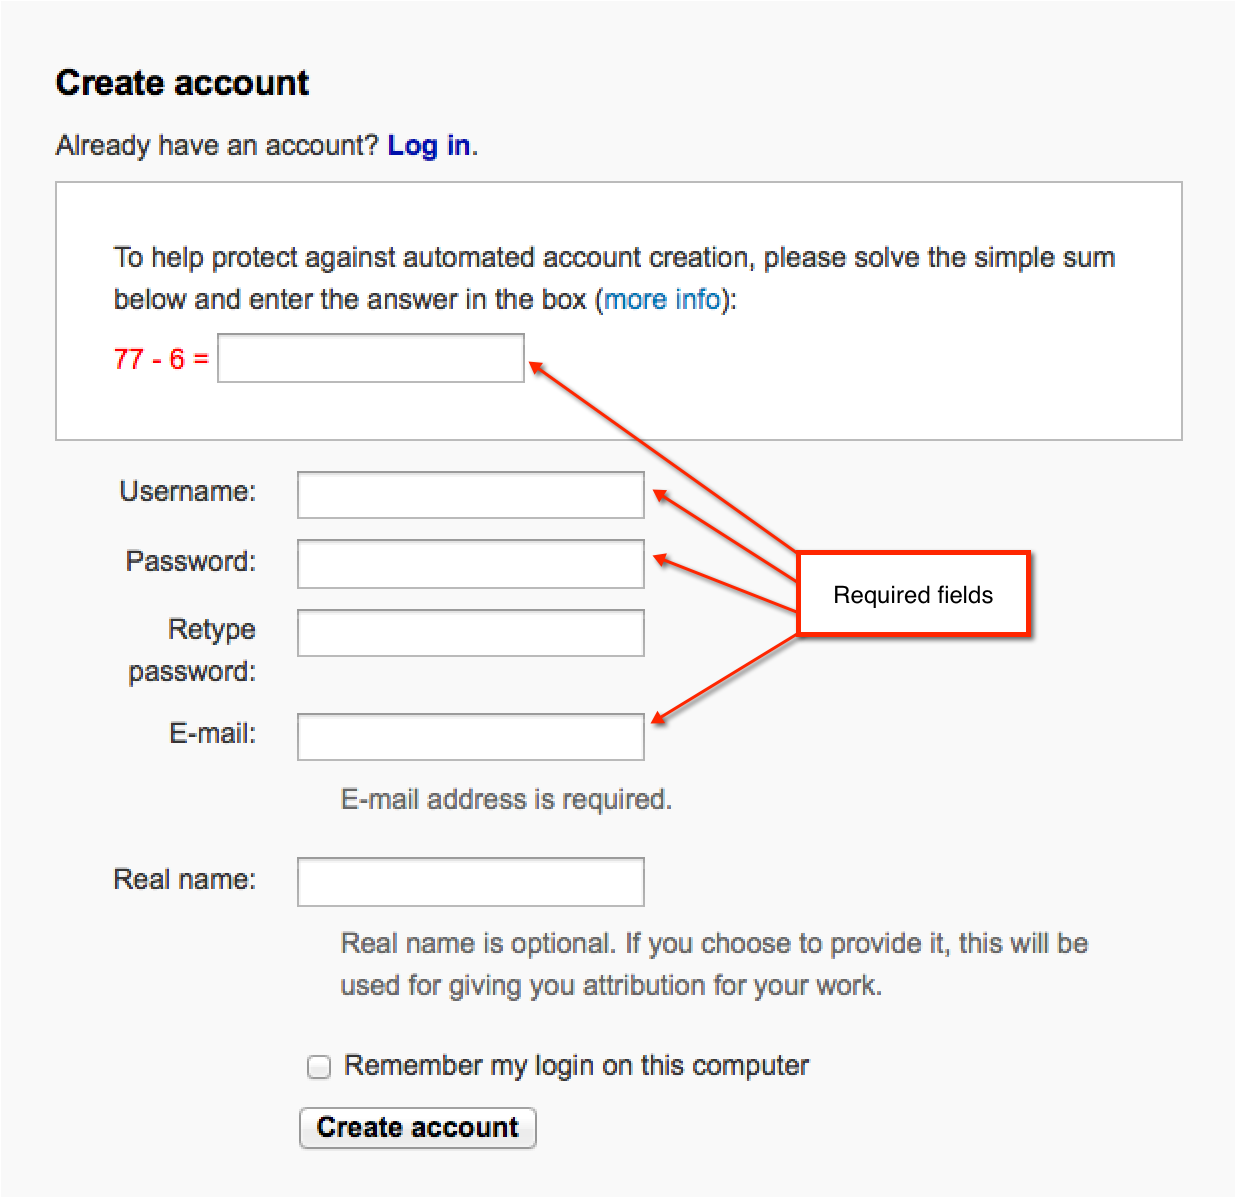 Create account
Already have an account? Log in.
To help protect against automated account creation, please solve the simple sum
below and enter the answer in the box (more info):
77 - 6 =
Username:
Password:
Required fields
Retype
password:
E-mail:
E-mail address is required.
Real name:
Real name is optional. If you choose to provide it, this will be
used for giving you attribution for your work.
Remember my login on this computer
Create account